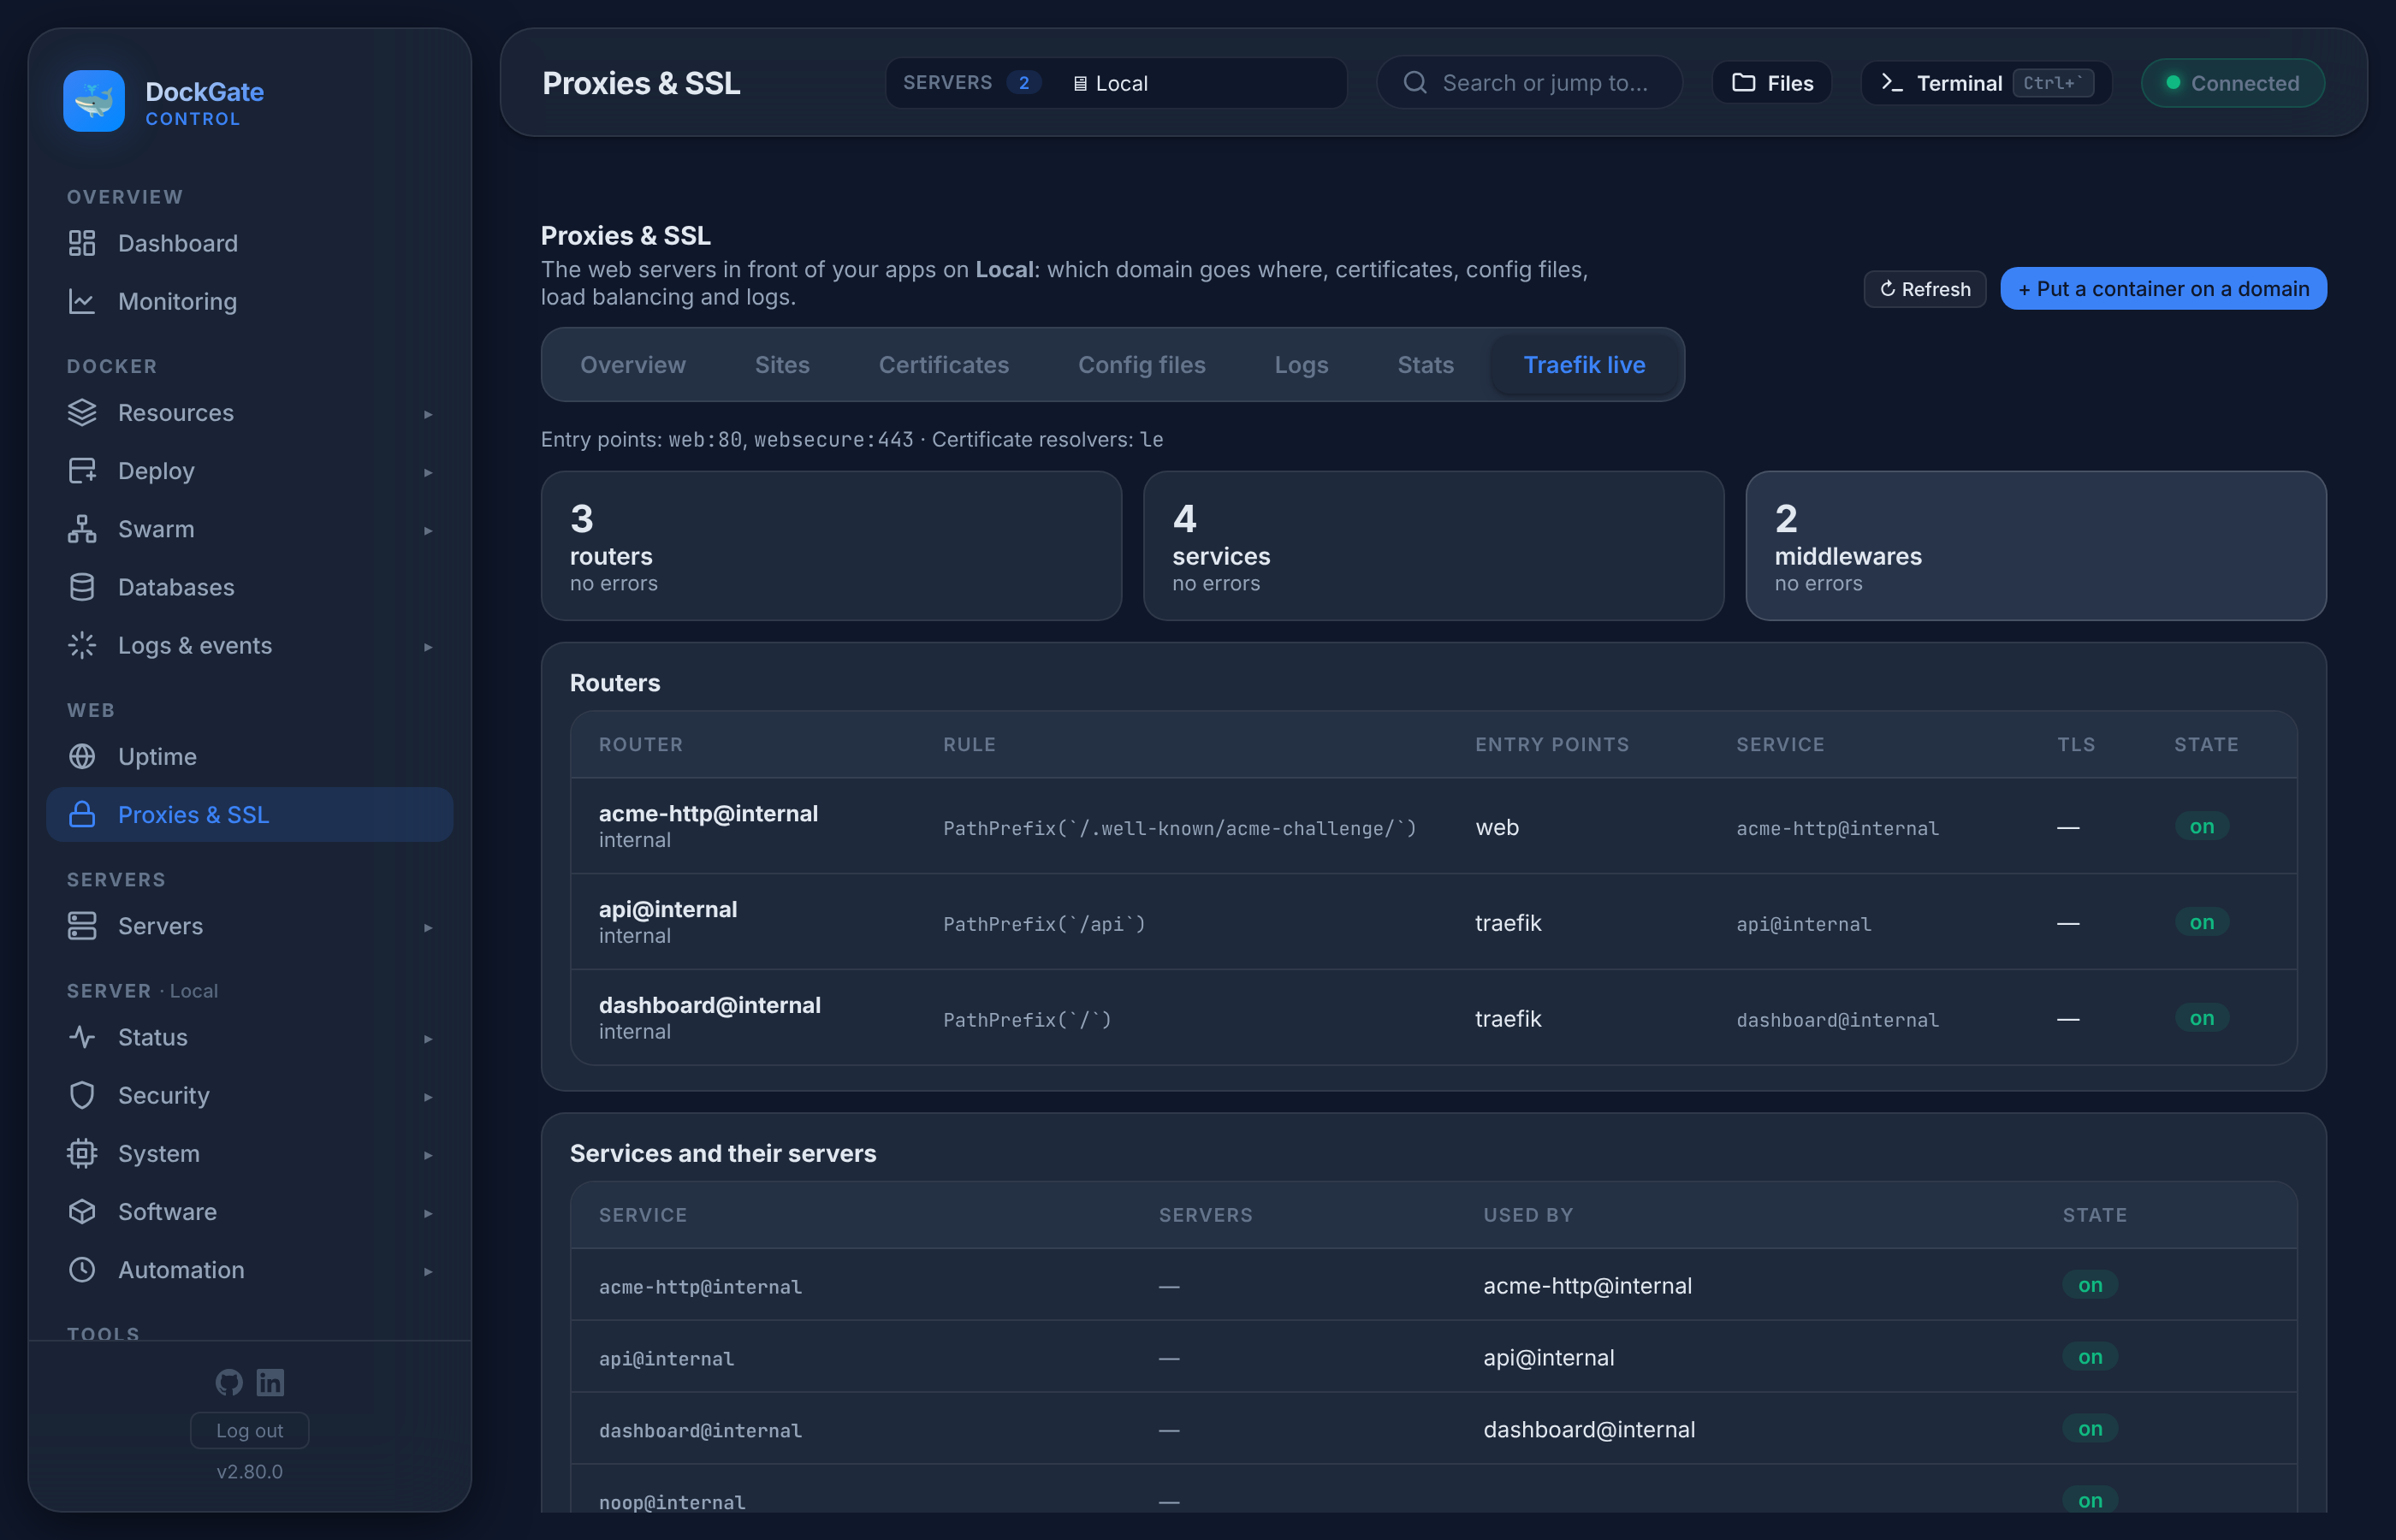 DockGate
CONTROL
OVERVIEW
Dashboard
Monitoring
DOCKER
Resources
Deploy
Swarm
Databases
Logs & events
WEB
Uptime
Proxies & SSL
SERVERS
Servers
SERVER · Local
Status
Security
System
Software
Automation
TOOLS
Log out
v2.80.0
Proxies & SSL
SERVERS 2 Local
Search or jump to...
Files
Terminal Ctrl+`
Connected
Proxies & SSL
The web servers in front of your apps on Local: which domain goes where, certificates, config files,
load balancing and logs.
↻ Refresh
+ Put a container on a domain
Overview Sites Certificates Config files Logs Stats Traefik live
Entry points: web:80, websecure:443 · Certificate resolvers: le
3
routers
no errors
4
services
no errors
2
middlewares
no errors
Routers
ROUTER RULE ENTRY POINTS SERVICE TLS STATE
acme-http@internal
internal
PathPrefix(`/.well-known/acme-challenge/`) web acme-http@internal — on
api@internal
internal
PathPrefix(`/api`) traefik api@internal — on
dashboard@internal
internal
PathPrefix(`/`) traefik dashboard@internal — on
Services and their servers
SERVICE SERVERS USED BY STATE
acme-http@internal — acme-http@internal on
api@internal — api@internal on
dashboard@internal — dashboard@internal on
noop@internal — on